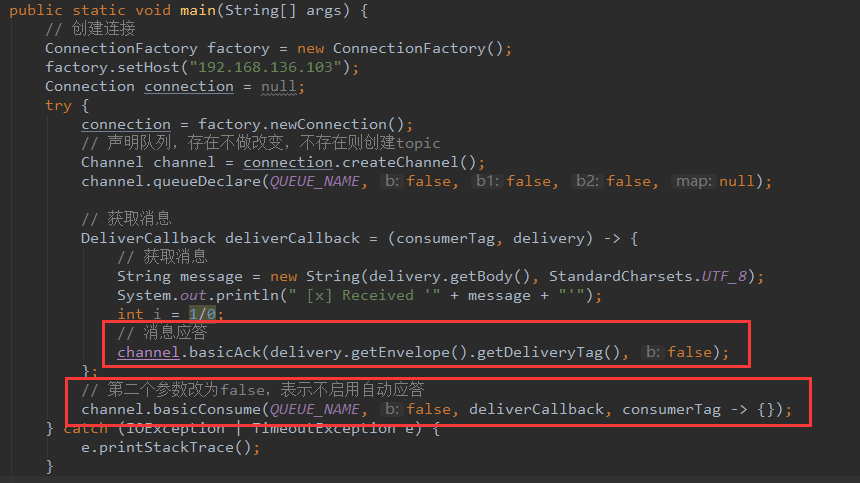 public static void main(String[] args) {
// 创建连接
ConnectionFactory factory = new ConnectionFactory();
factory.setHost("192.168.136.103");
Connection connection = null;
try {
connection = factory.newConnection();
// 声明队列，存在不做改变，不存在则创建topic
Channel channel = connection.createChannel();
channel.queueDeclare(QUEUE_NAME, b: false, b1: false, b2: false, map: null);
// 获取消息
DeliverCallback deliverCallback = (consumerTag, delivery) -> {
// 获取消息
String message = new String(delivery.getBody(), StandardCharsets.UTF_8);
System.out.println(" [x] Received '" + message + "'");
int i = 1/0;
// 消息应答
channel.basicAck(delivery.getEnvelope().getDeliveryTag(), b: false);
};
// 第二个参数改为false，表示不启用自动应答
channel.basicConsume(QUEUE_NAME, b: false, deliverCallback, consumerTag -> {});
} catch (IOException | TimeoutException e) {
e.printStackTrace();
}